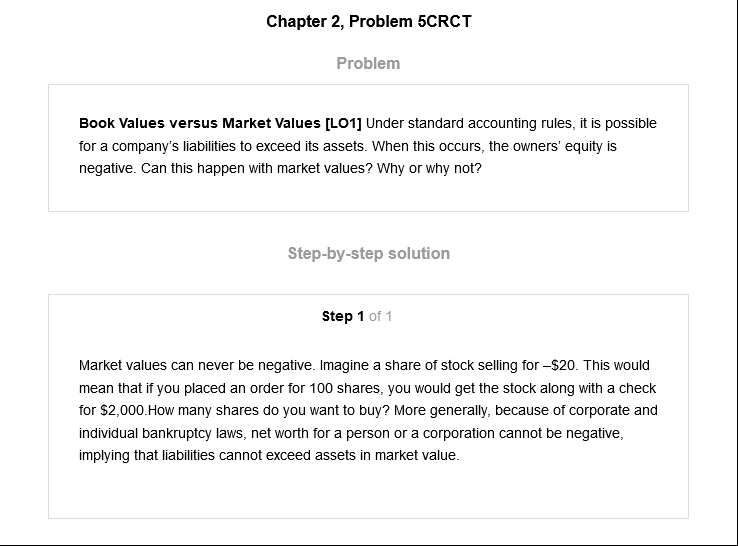 Chapter 2, Problem 5CRCT
Problem
Book Values versus Market Values [LO1] Under standard accounting rules, it is possible
for a company's liabilities to exceed its assets. When this occurs, the owners' equity is
negative. Can this happen with market values? Why or why not?
Step-by-step solution
Step 1 of 1
Market values can never be negative. Imagine a share of stock selling for –$20. This would
mean that if you placed an order for 100 shares, you would get the stock along with a check
for $2,000.How many shares do you want to buy? More generally, because of corporate and
individual bankruptcy laws, net worth for a person or a corporation cannot be negative,
implying that liabilities cannot exceed assets in market value.